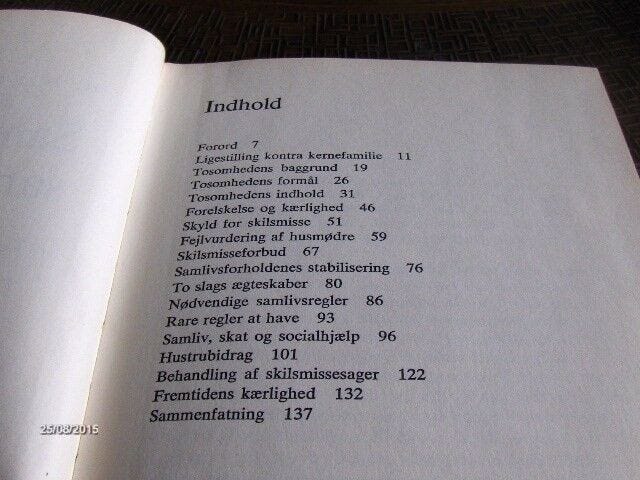 Indhold
Forord 7
Ligestilling kontra kernefamilie 11
Tosomhedens baggrund 19
Tosomhedens formål 26
Tosomhedens indhold 31
Forelskelse og kærlighed 46
Skyld for skilsmisse 51
Fejlvurdering af husmødre 59
Skilsmisseforbud 67
Samlivsforholdenes stabilisering 76
To slags ægteskaber 80
Nødvendige samlivsregler 86
Rare regler at have 93
Samliv, skat og socialhjælp 96
Hustrubidrag 101
Behandling af skilsmissesager 122
Fremtidens kærlighed 132
Sammenfatning 137
25/08/2015